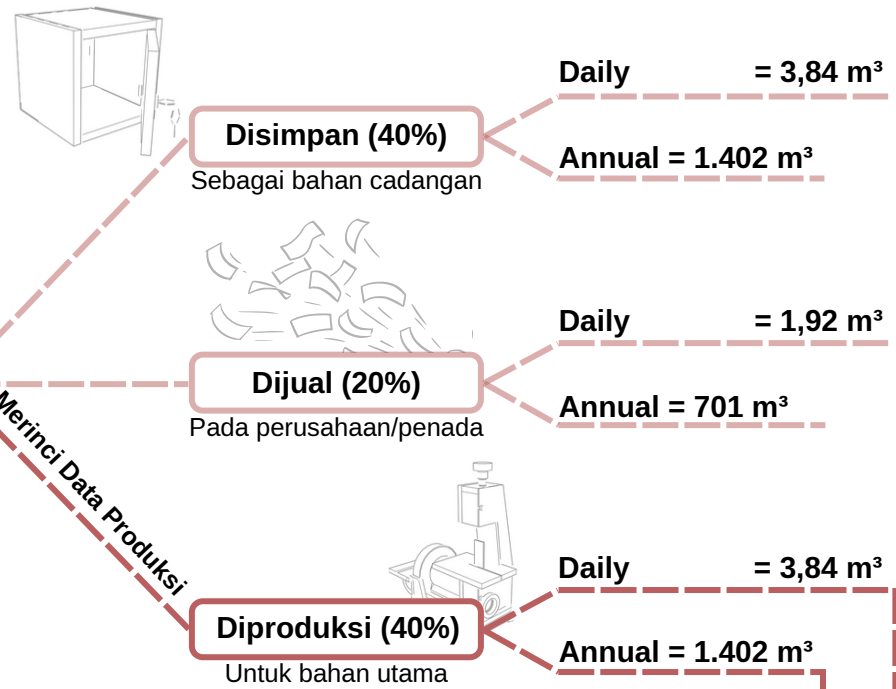 Daily = 3,84 m³
Disimpan (40%)
Annual = 1.402 m³
Sebagai bahan cadangan
Daily = 1,92 m³
Dijual (20%)
Annual = 701 m³
Pada perusahaan/penada
Merinci Data Produksi
Daily = 3,84 m³
Diproduksi (40%)
Annual = 1.402 m³
Untuk bahan utama